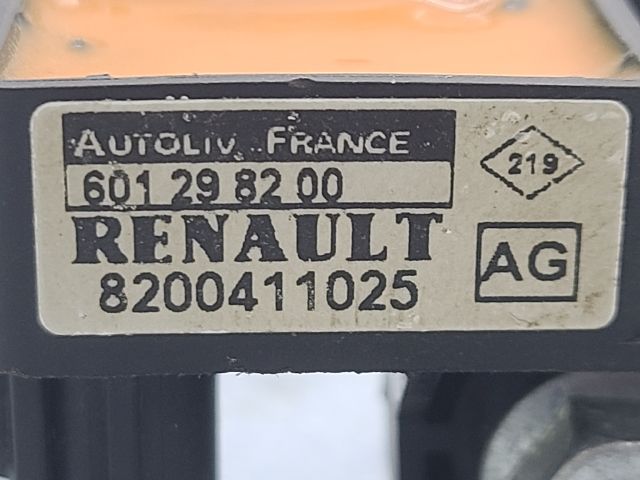 AUTOLIV FRANCE
601 29 82 00
RENAULT
8200411025
219
AG